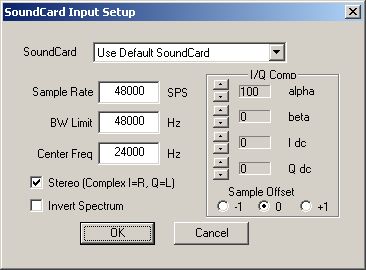 SoundCard Input Setup
SoundCard Use Default SoundCard
Sample Rate 48000 SPS
BW Limit 48000 Hz
Center Freq 24000 Hz
Stereo (Complex I=R, Q=L)
Invert Spectrum
I/Q Comp
100 alpha
0 beta
0 I dc
0 Q dc
Sample Offset
-1 0 +1
OK Cancel